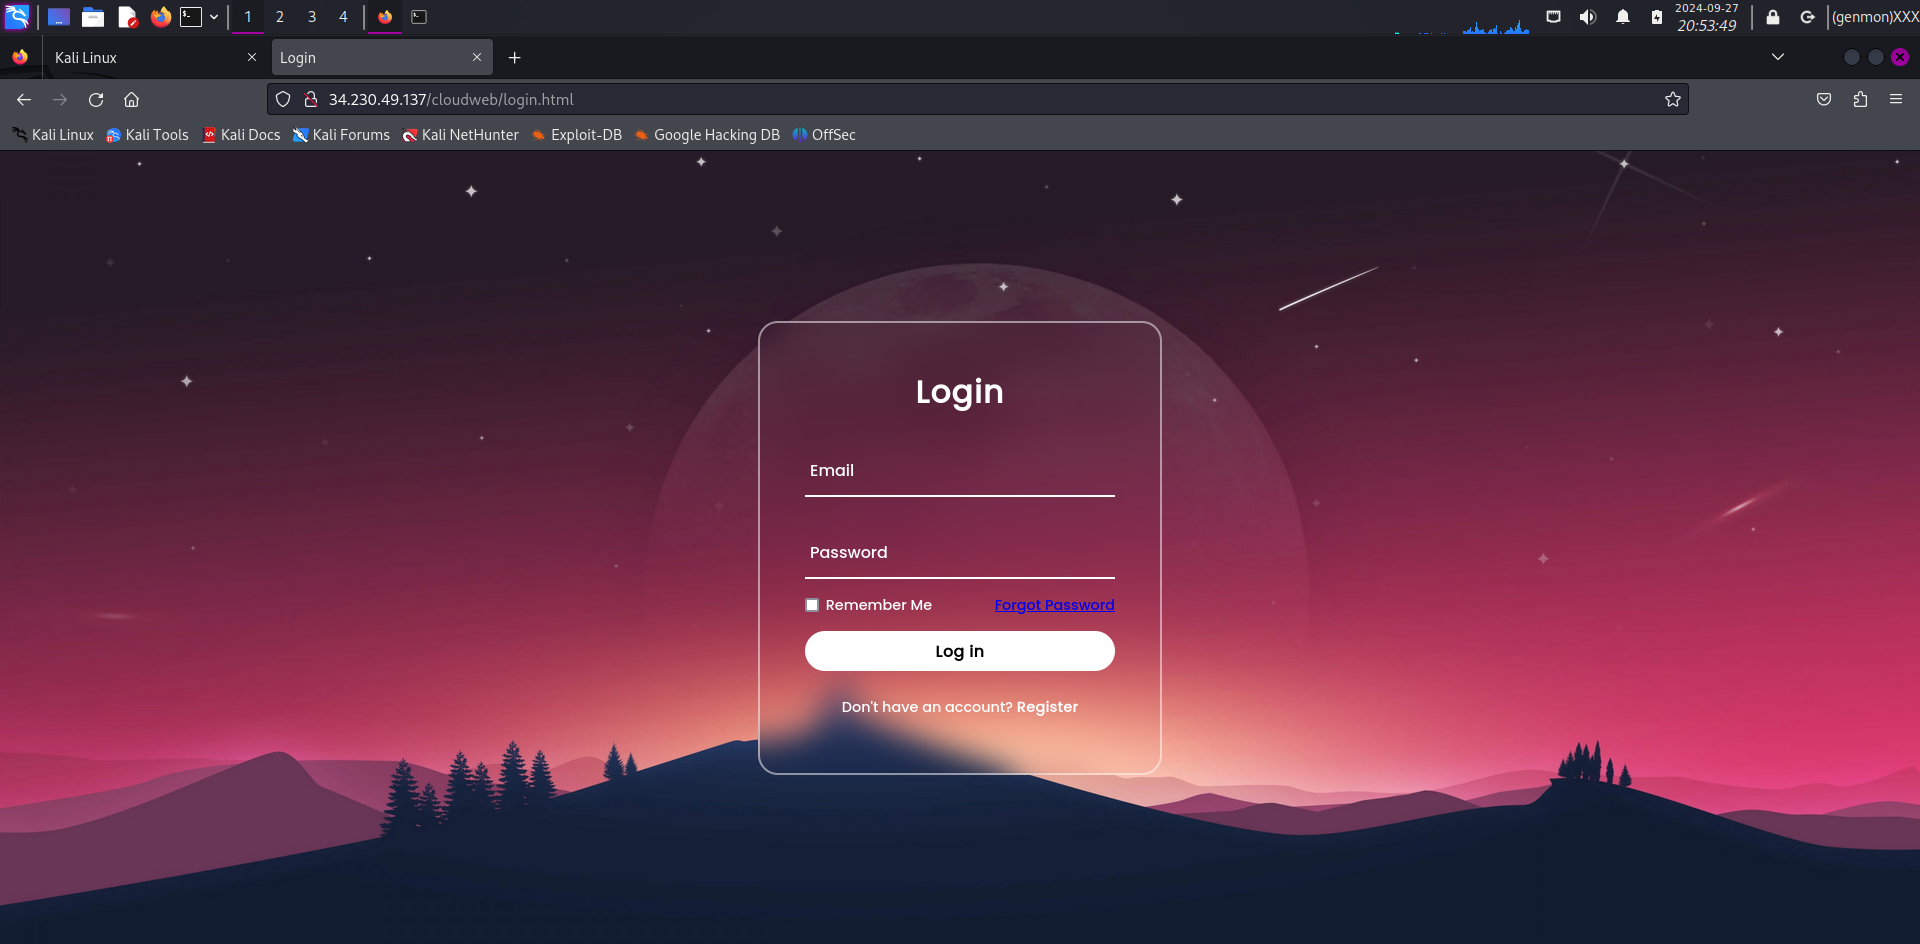 1 2 3 4 2024-09-27
20:53:49 (genmon)XXX
Kali Linux Login
34.230.49.137/cloudweb/login.html
Kali Linux Kali Tools Kali Docs Kali Forums Kali NetHunter Exploit-DB Google Hacking DB OffSec
Login
Email
Password
Remember Me Forgot Password
Log in
Don't have an account? Register